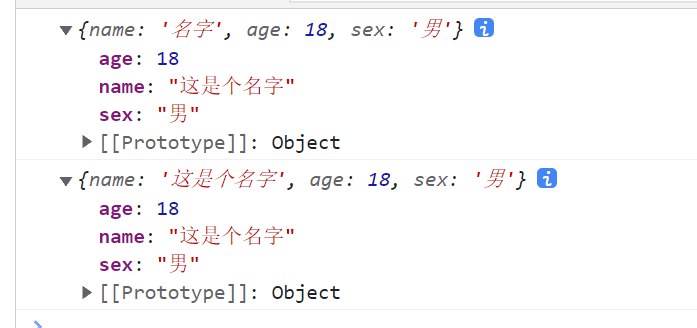 ▼{name: '名字', age: 18, sex: '男'} i
age: 18
name: "这是个名字"
sex: "男"
▶[[Prototype]]: Object
▼{name: '这是个名字', age: 18, sex: '男'} i
age: 18
name: "这是个名字"
sex: "男"
▶[[Prototype]]: Object